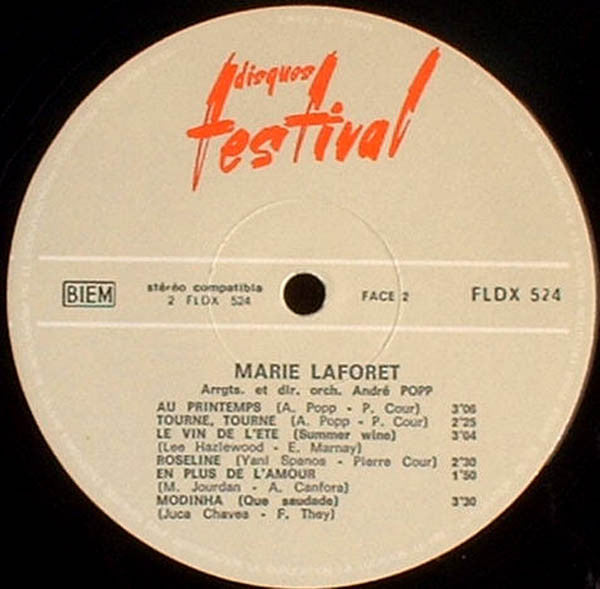 disques
festival
BIEM
stéréo compatible
2 FLDX 524
FACE 2
FLDX 524
MARIE LAFORET
Arrgts. et dir. orch. André POPP
AU PRINTEMPS (A. Popp - P. Cour) 3"06
TOURNE, TOURNE (A. Popp - P. Cour) 2"25
LE VIN DE L'ETE (Summer wine) 3"04
(Lee Hazlewood - E. Marnay)
ROSELINE (Yani Spanos - Pierre Cour) 2"30
EN PLUS DE L'AMOUR 1"50
(M. Jourdan - A. Canfora)
MODINHA (Que saudade) 3"30
(Juca Chaves - F. They)